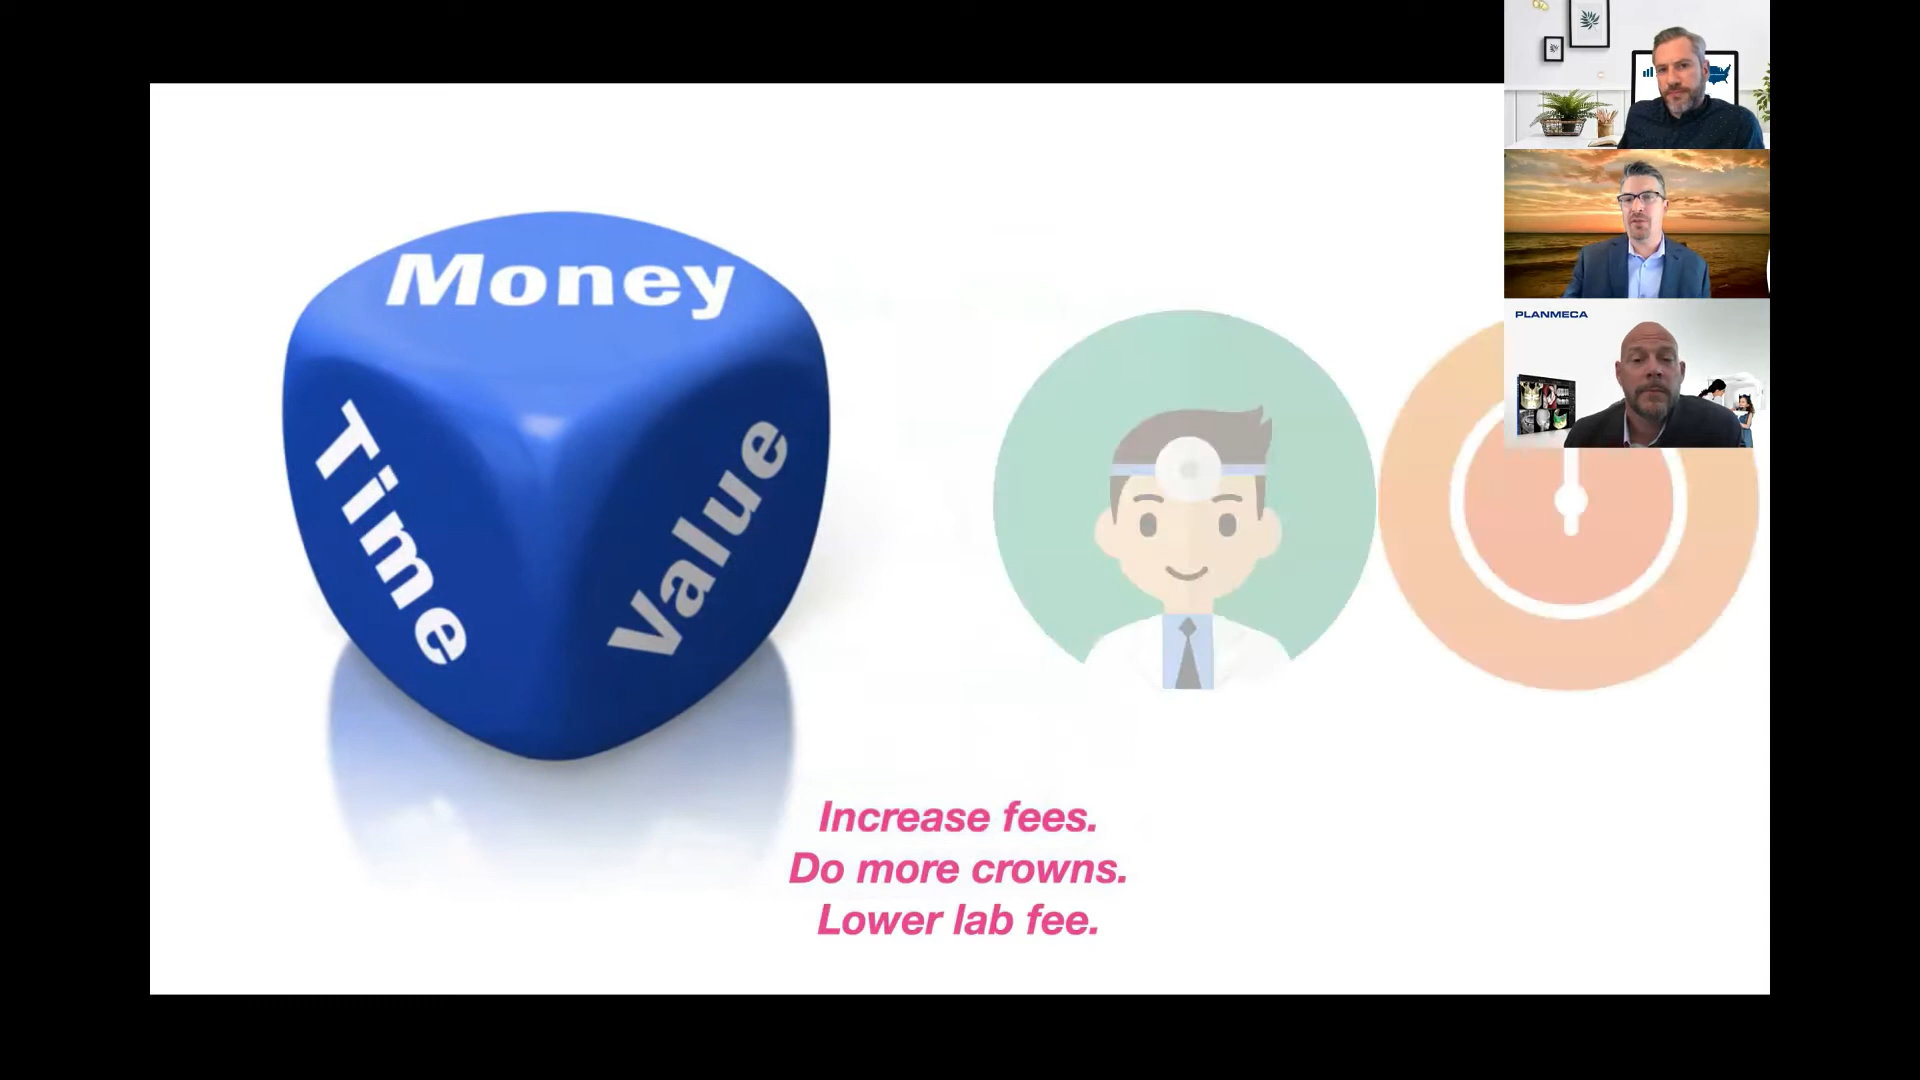 Money
Time
Value
Increase fees.
Do more crowns.
Lower lab fee.
PLANMECA